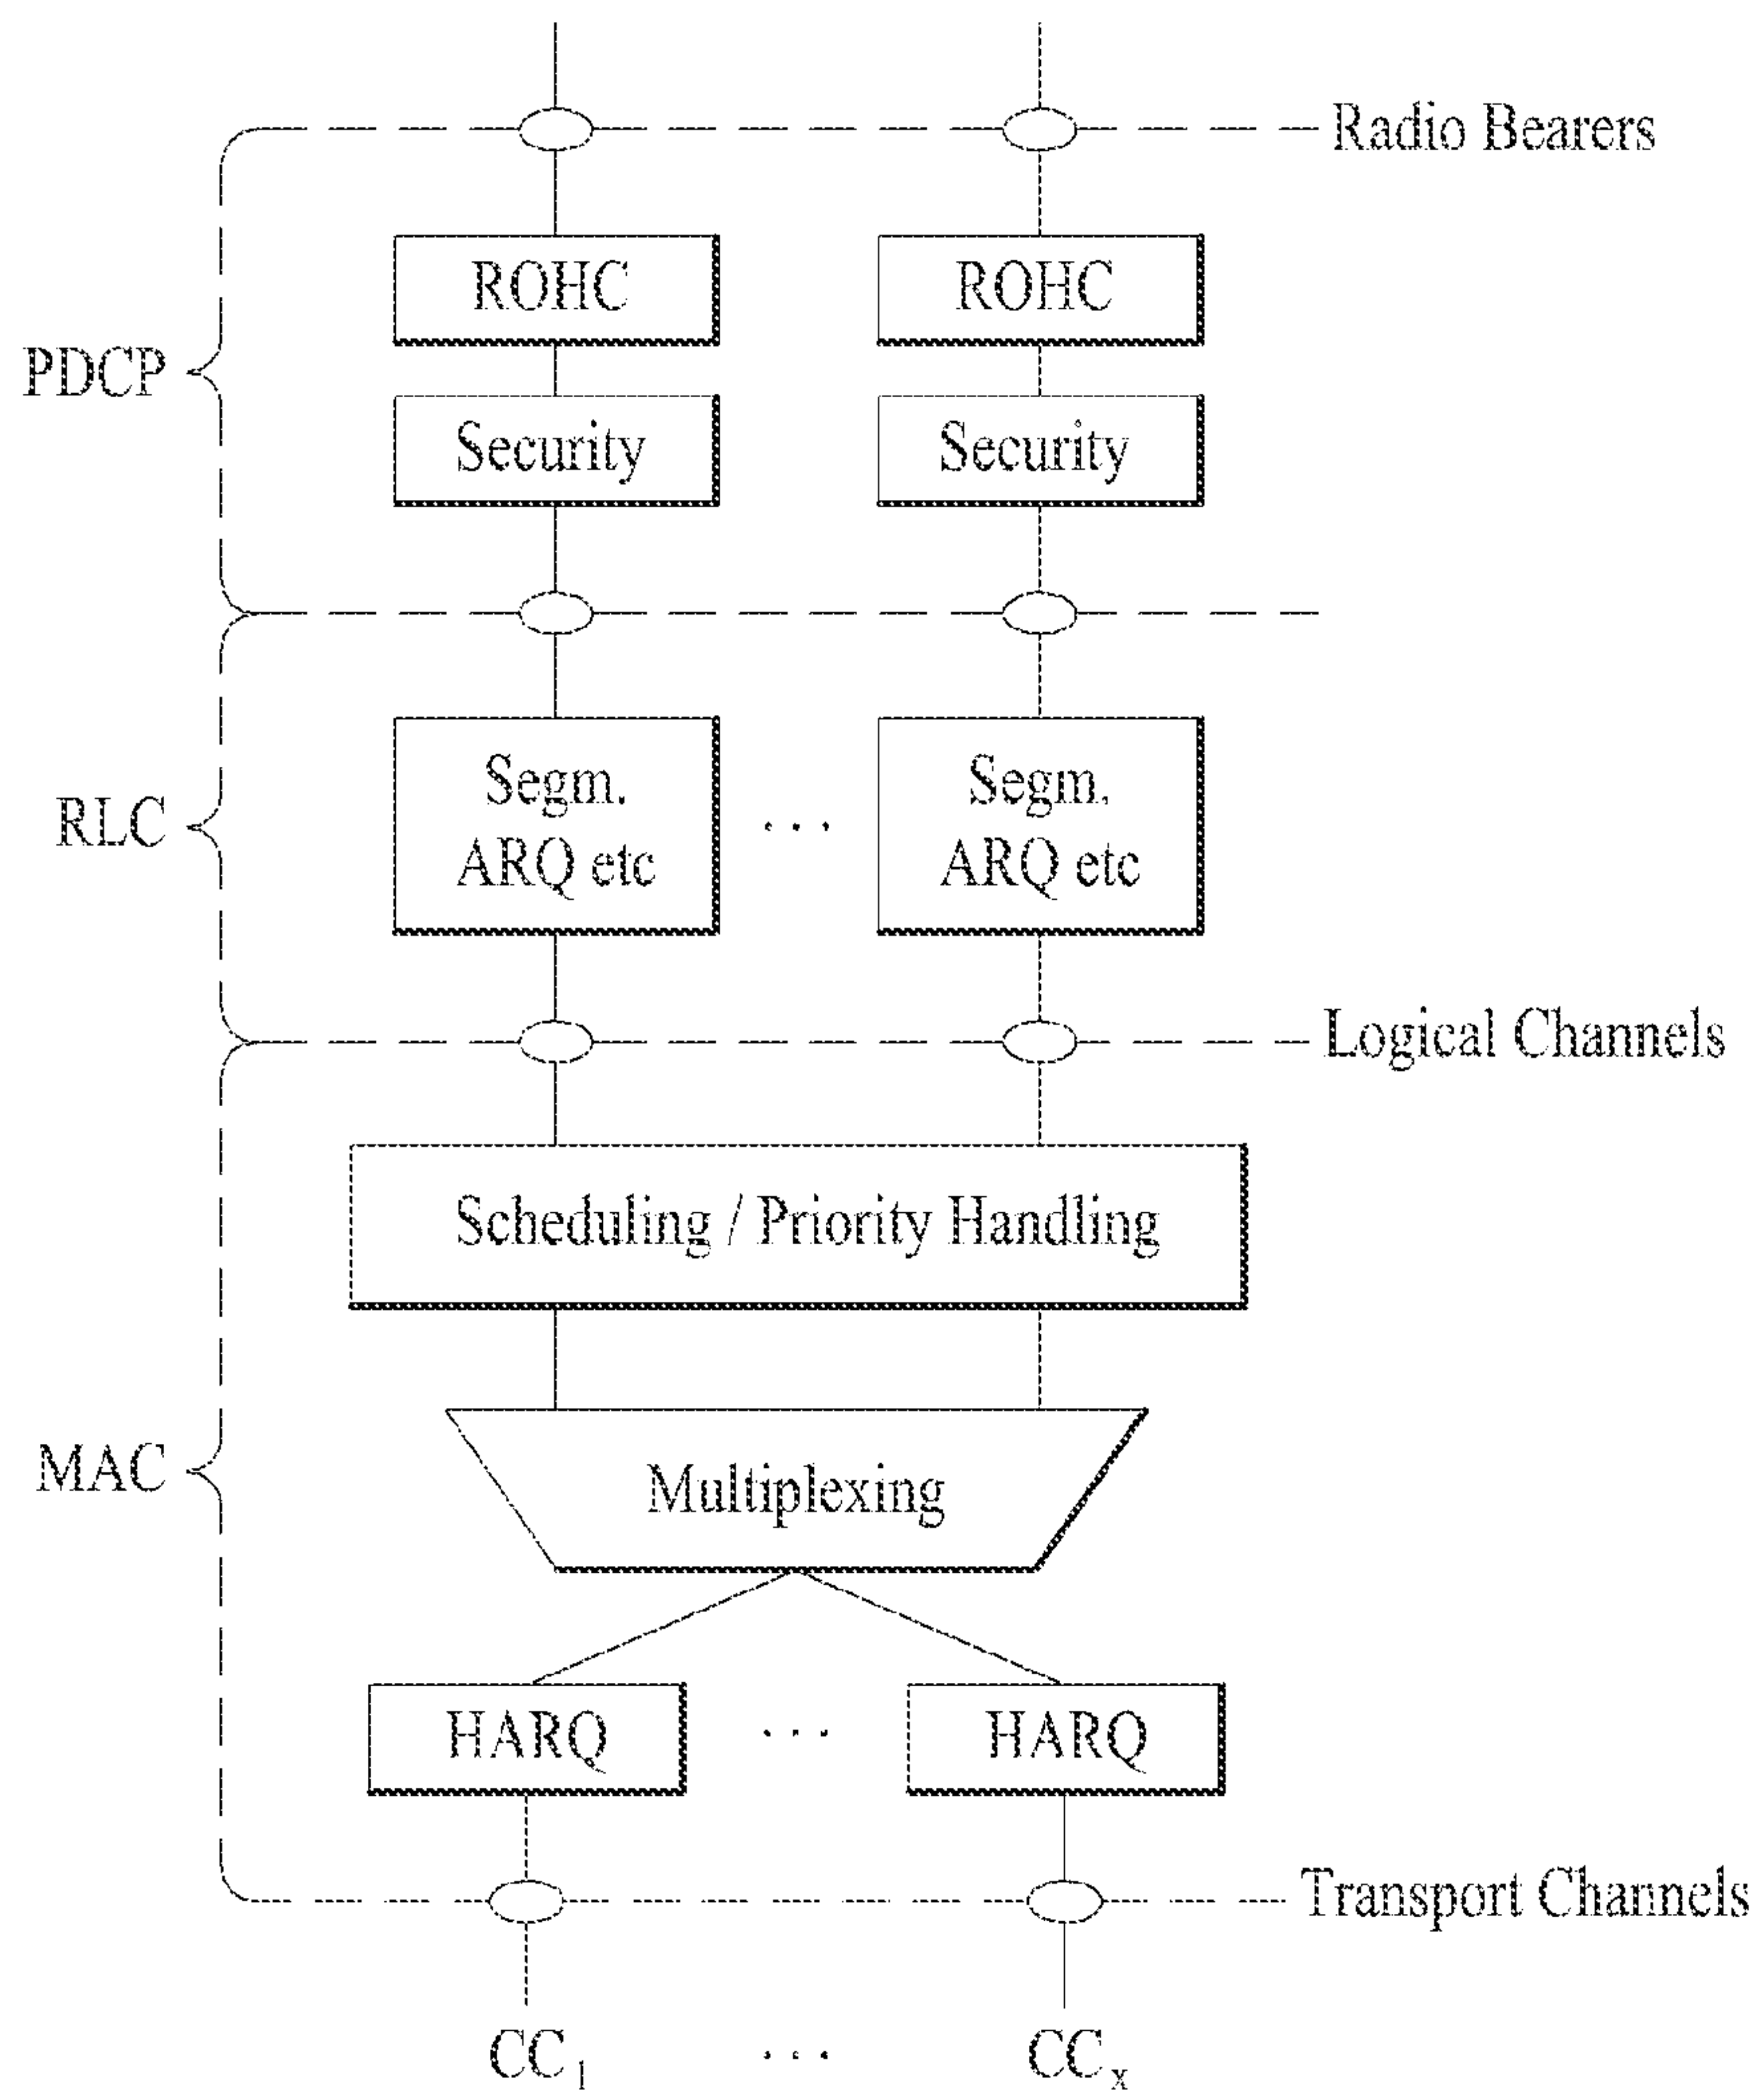 Radio Bearers
ROHC
ROHC
PDCP
Security
Security
Segm.
ARQ etc
RLC
...
Segm.
ARQ etc
Logical Channels
Scheduling / Priority Handling
MAC
Multiplexing
HARQ
...
HARQ
Transport Channels
CC1
...
CCx